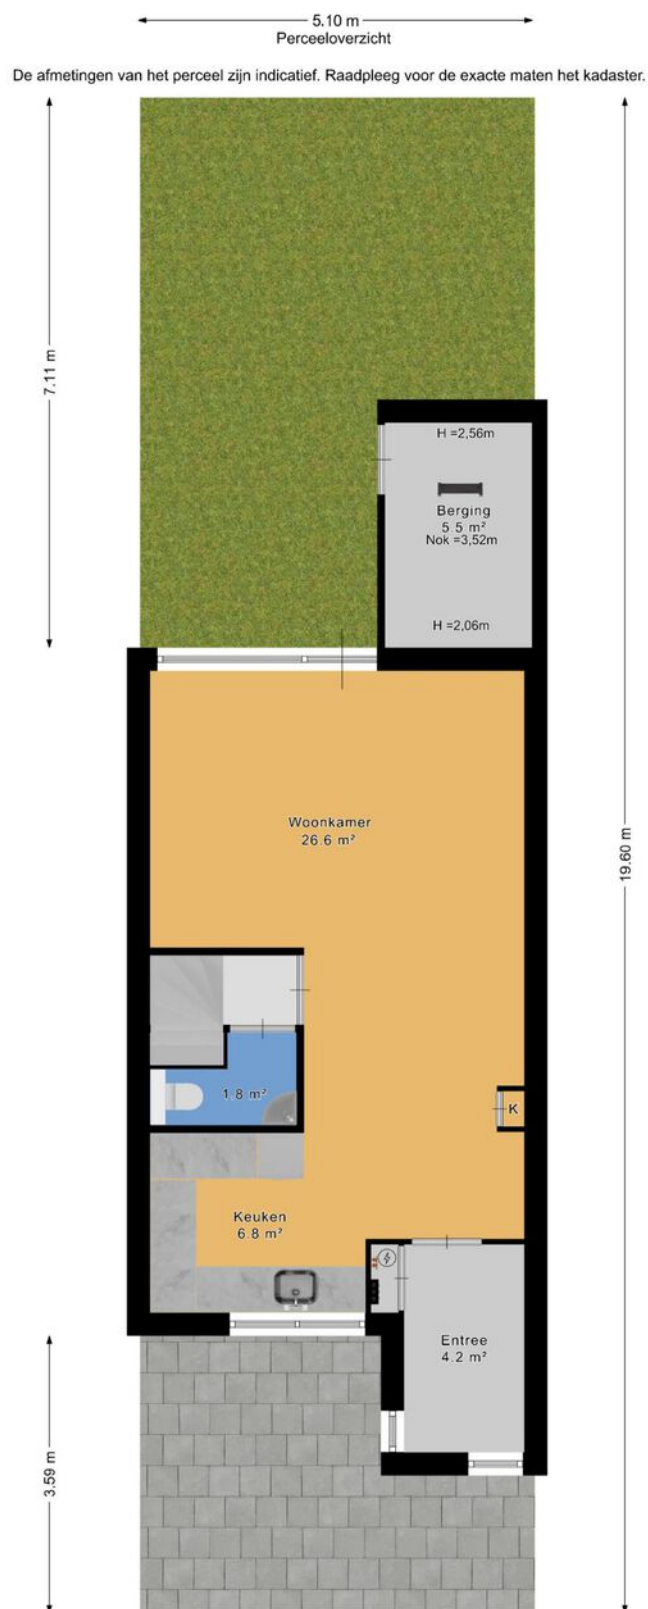 5.10 m
Perceeloverzicht
De afmetingen van het perceel zijn indicatief. Raadpleeg voor de exacte maten het kadaster.
7.11 m
H =2,56m
Berging
5.5 m²
Nok =3,52m
H =2,06m
Woonkamer
26.6 m²
19.60 m
1.8 m²
K
Keuken
6.8 m²
Entree
4.2 m²
3.59 m